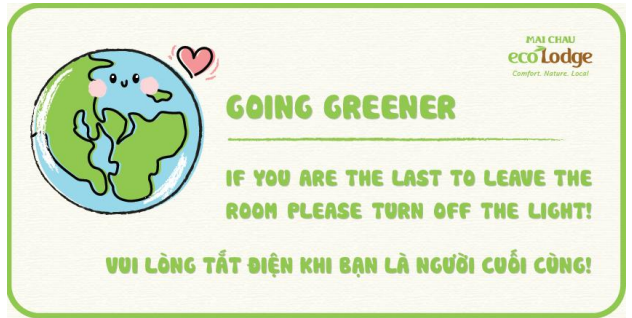 MAI CHAU
ecoLodge
Comfort. Nature. Local
GOING GREENER
IF YOU ARE THE LAST TO LEAVE THE
ROOM PLEASE TURN OFF THE LIGHT!
VUI LÒNG TẮT ĐIỆN KHI BẠN LÀ NGƯỜI CUỐI CÙNG!